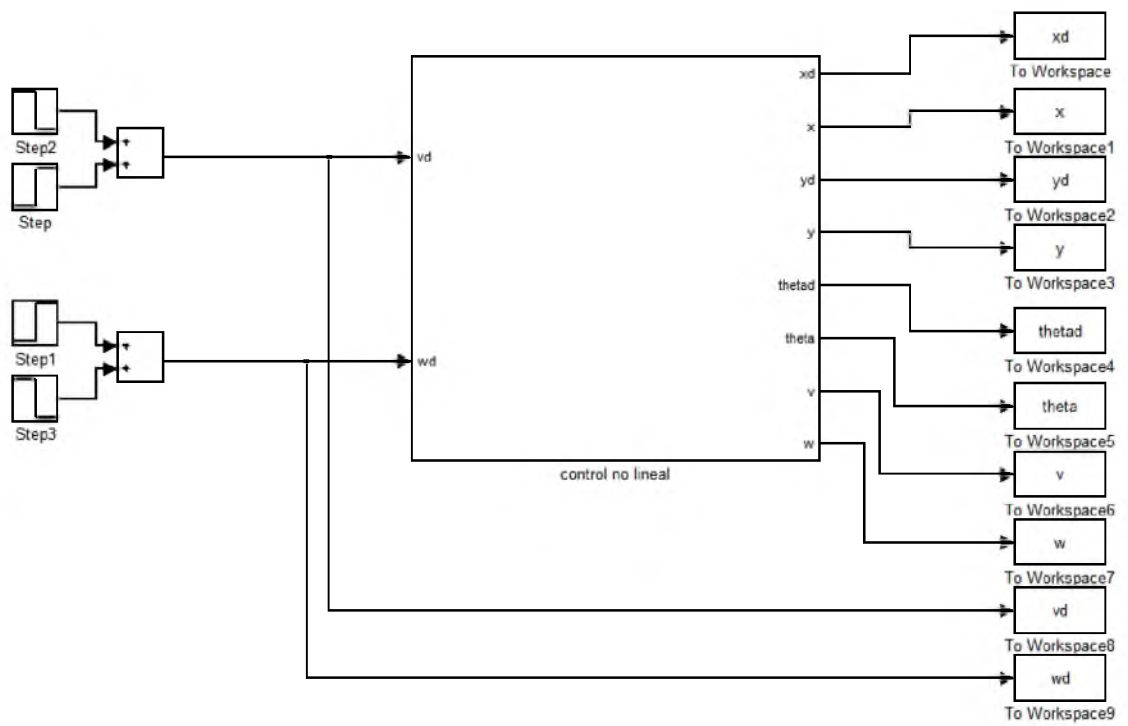 Step2
Step
Step1
Step3
+
+
+
+
vd
wd
xd
x
yd
y
thetad
theta
v
w
control no lineal
xd
To Workspace
x
To Workspace1
yd
To Workspace2
y
To Workspace3
thetad
To Workspace4
theta
To Workspace5
v
To Workspace6
w
To Workspace7
vd
To Workspace8
wd
To Workspace9